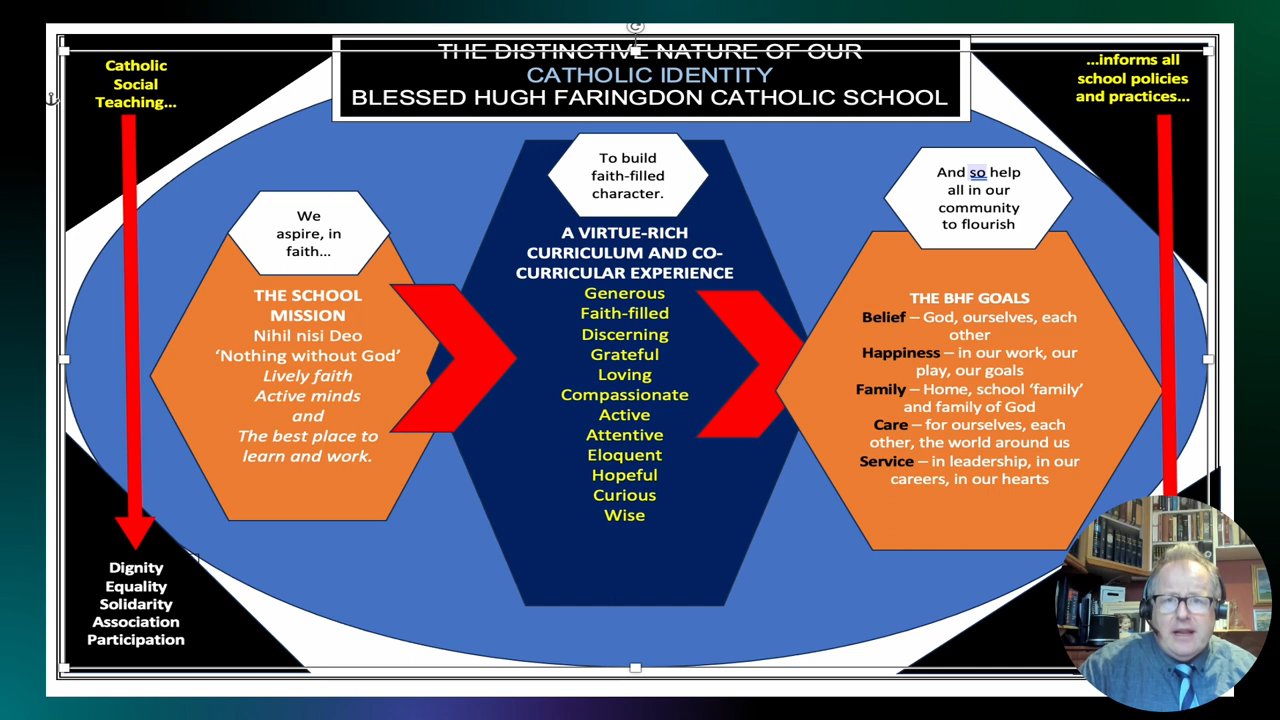 THE DISTINCTIVE NATURE OF OUR
CATHOLIC IDENTITY
BLESSED HUGH FARINGDON CATHOLIC SCHOOL
Catholic
Social
Teaching...
...informs all
school policies
and practices...
We
aspire, in
faith...
THE SCHOOL
MISSION
Nihil nisi Deo
‘Nothing without God’
Lively faith
Active minds
and
The best place to
learn and work.
To build
faith-filled
character.
A VIRTUE-RICH
CURRICULUM AND CO-
CURRICULAR EXPERIENCE
Generous
Faith-filled
Discerning
Grateful
Loving
Compassionate
Active
Attentive
Eloquent
Hopeful
Curious
Wise
And so help
all in our
community
to flourish
THE BHF GOALS
Belief – God, ourselves, each
other
Happiness – in our work, our
play, our goals
Family – Home, school ‘family’
and family of God
Care – for ourselves, each
other, the world around us
Service – in leadership, in our
careers, in our hearts
Dignity
Equality
Solidarity
Association
Participation